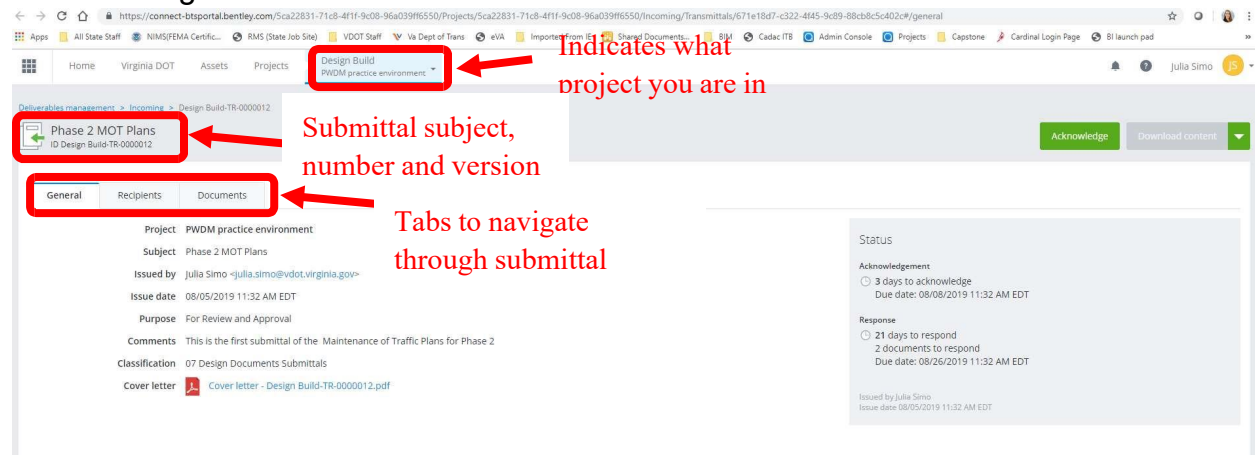 https://connect-btsportal.bentley.com/5ca22831-71c8-4f1f-9c08-96a039ff6550/Projects/5ca22831-71c8-4f1f-9c08-96a039ff6550/Incoming/Transmittals/671e18d7-c322-4f45-9c89-88cb8c5c402c#/general
Apps All State Staff NIMS(FEMA Certific... RMS (State Job Site) VDOT Staff Va Dept of Trans eVA Imported From IE Shared Documents... BIM Cadac ITB Admin Console Projects Capstone Cardinal Login Page BI launch pad »
Home Virginia DOT Assets Projects Design Build
PWDM practice environment
Julia Simo JS
Indicates what
project you are in
Deliverables management > Incoming > Design Build-TR-0000012
Phase 2 MOT Plans
ID Design Build-TR-0000012
Submittal subject,
number and version
Acknowledge Download content
General Recipients Documents
Tabs to navigate
through submittal
Project PWDM practice environment
Subject Phase 2 MOT Plans
Issued by Julia Simo <julia.simo@vdot.virginia.gov>
Issue date 08/05/2019 11:32 AM EDT
Purpose For Review and Approval
Comments This is the first submittal of the Maintenance of Traffic Plans for Phase 2
Classification 07 Design Documents Submittals
Cover letter Cover letter - Design Build-TR-0000012.pdf
Status
Acknowledgement
3 days to acknowledge
Due date: 08/08/2019 11:32 AM EDT
Response
21 days to respond
2 documents to respond
Due date: 08/26/2019 11:32 AM EDT
Issued by Julia Simo
Issue date 08/05/2019 11:32 AM EDT